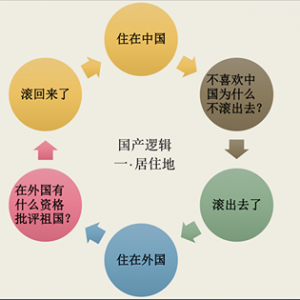 住在中国
不喜欢中
国为什么
不滚出去？
滚出去了
住在外国
在外国有
什么资格
批评祖国？
滚回来了
国产逻辑
一·居住地